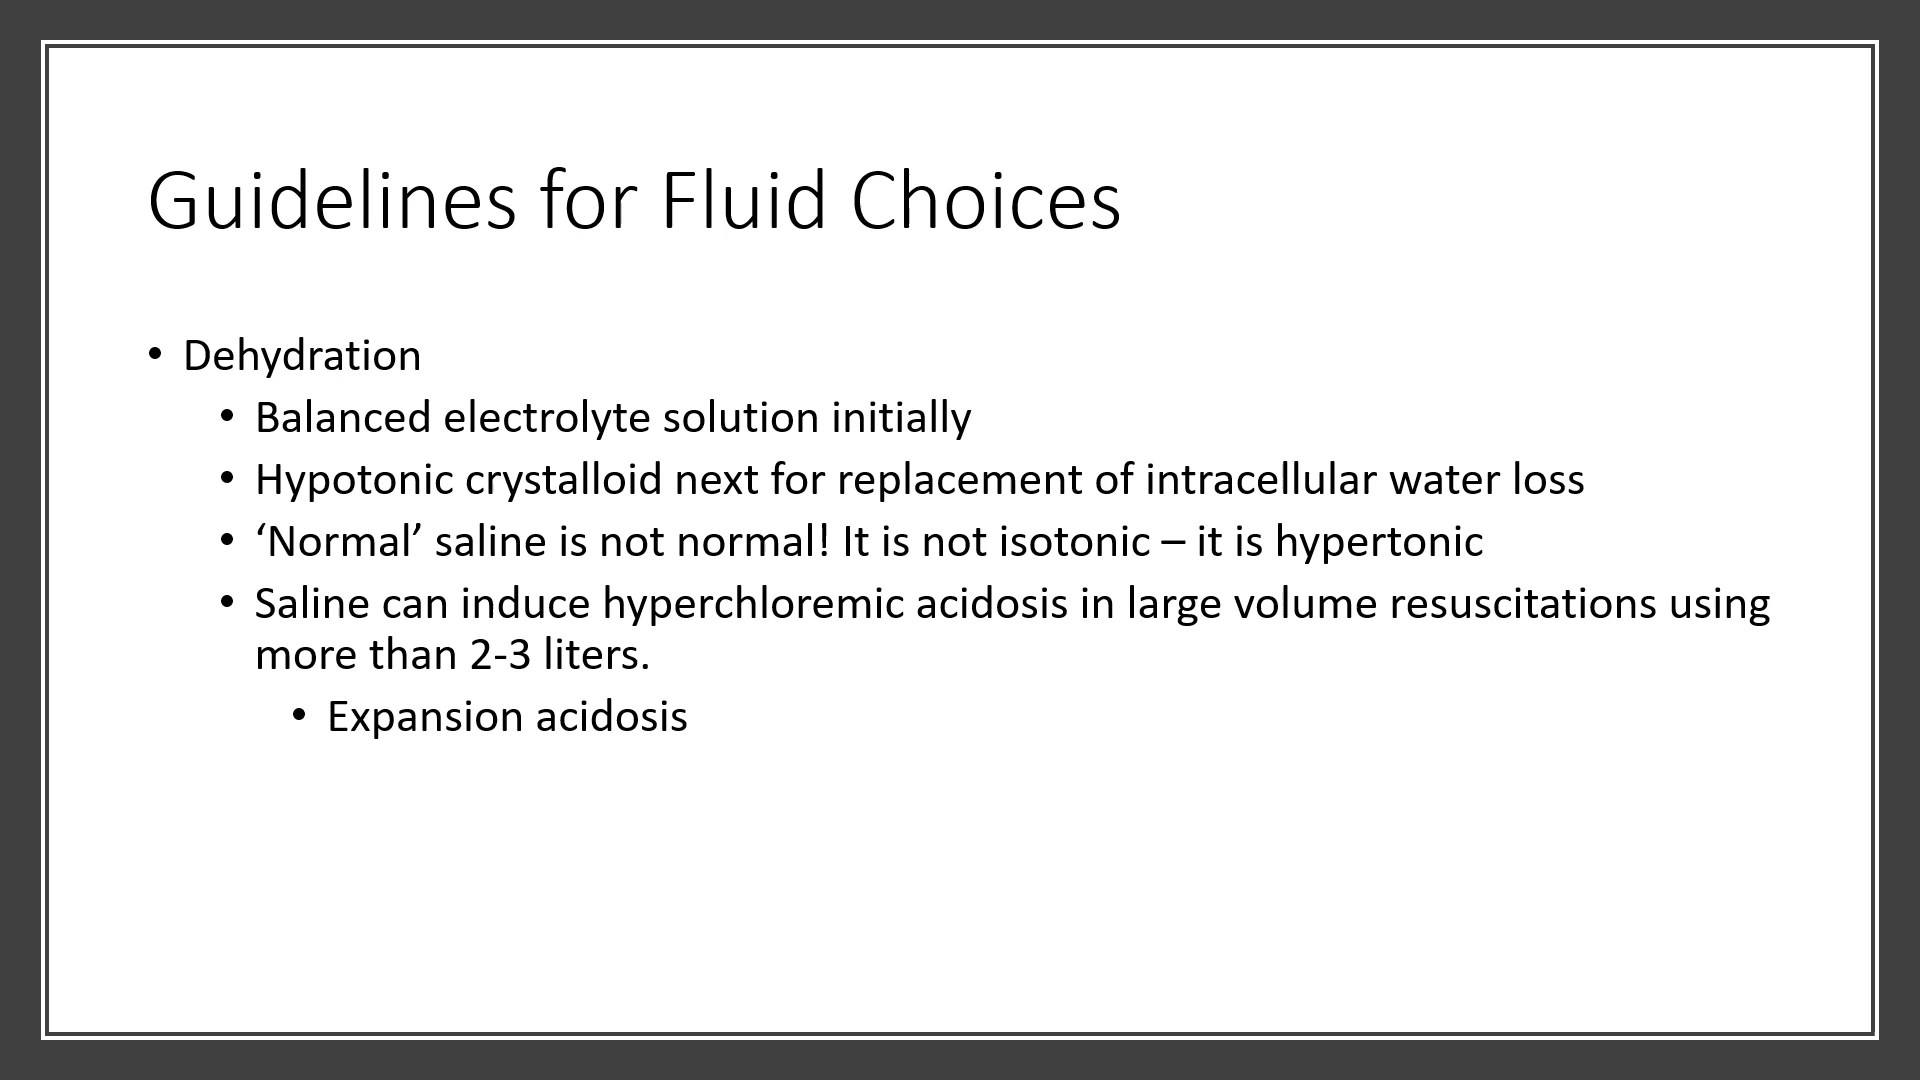 Guidelines for Fluid Choices
• Dehydration
• Balanced electrolyte solution initially
• Hypotonic crystalloid next for replacement of intracellular water loss
• ‘Normal’ saline is not normal! It is not isotonic – it is hypertonic
• Saline can induce hyperchloremic acidosis in large volume resuscitations using
more than 2-3 liters.
• Expansion acidosis